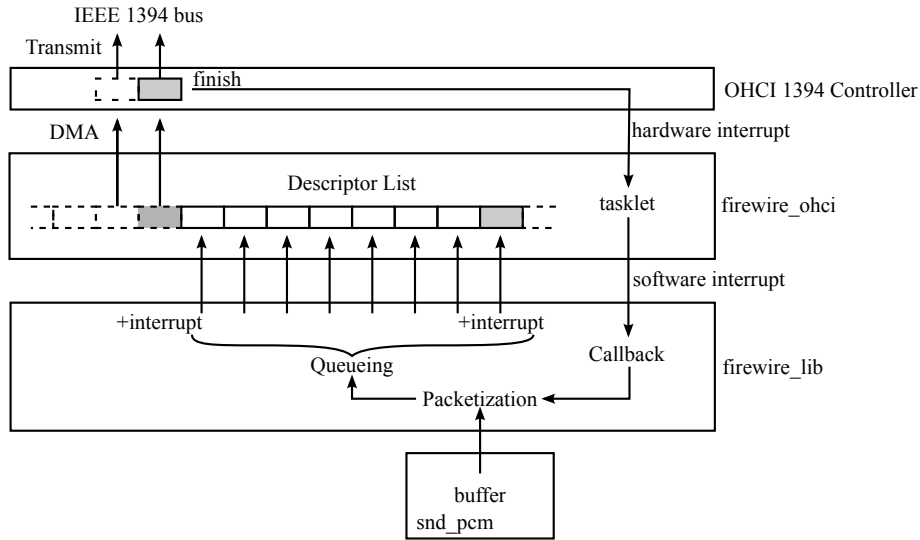 IEEE 1394 bus
Transmit
finish
OHCI 1394 Controller
DMA
hardware interrupt
Descriptor List
tasklet
firewire_ohci
software interrupt
+interrupt
+interrupt
Callback
Queueing
firewire_lib
Packetization
buffer
snd_pcm